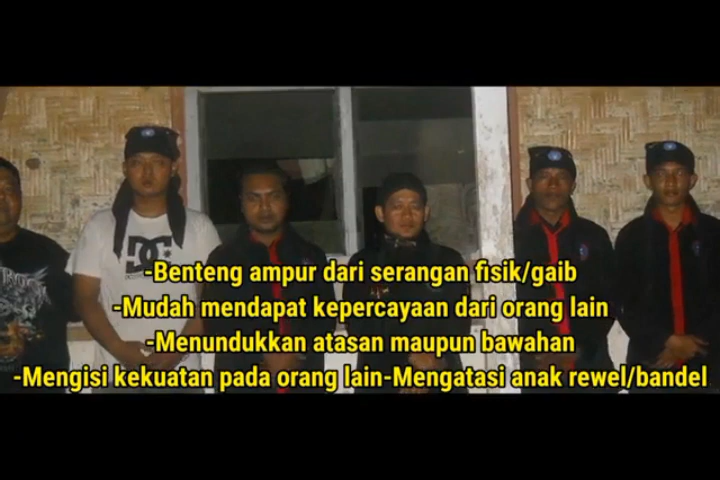 -Benteng ampur dari serangan fisik/gaib
-Mudah mendapat kepercayaan dari orang lain
-Menundukkan atasan maupun bawahan
-Mengisi kekuatan pada orang lain-Mengatasi anak rewel/bandel
DC